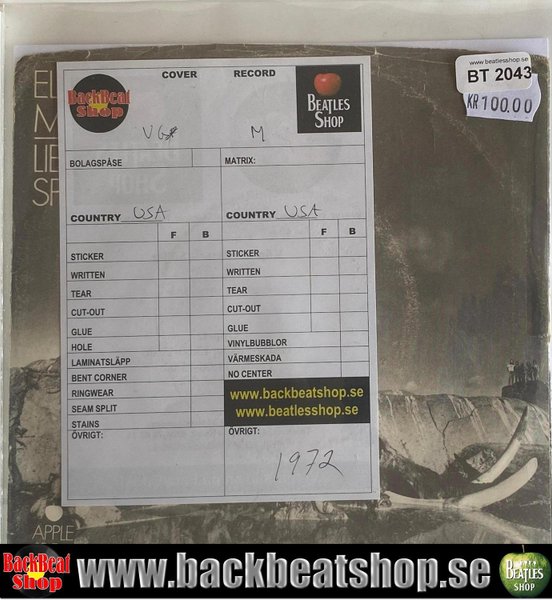 www.beatlesshop.se
BT 2043
KR 100,00
EL
M
LIE
SP
COVER RECORD
BackBeat Shop
BEATLES SHOP
M
BOLAGSPÅSE MATRIX:
COUNTRY USA COUNTRY USA
F B F B
STICKER STICKER
WRITTEN WRITTEN
TEAR TEAR
CUT-OUT CUT-OUT
GLUE GLUE
HOLE VINYLBUBBLOR
LAMINATSLÄPP VÄRMESKADA
BENT CORNER NO CENTER
RINGWEAR www.backbeatshop.se
SEAM SPLIT www.beatlesshop.se
STAINS
ÖVRIGT: ÖVRIGT:
1972
APPLE
BackBeat Shop www.backbeatshop.se BEATLES SHOP